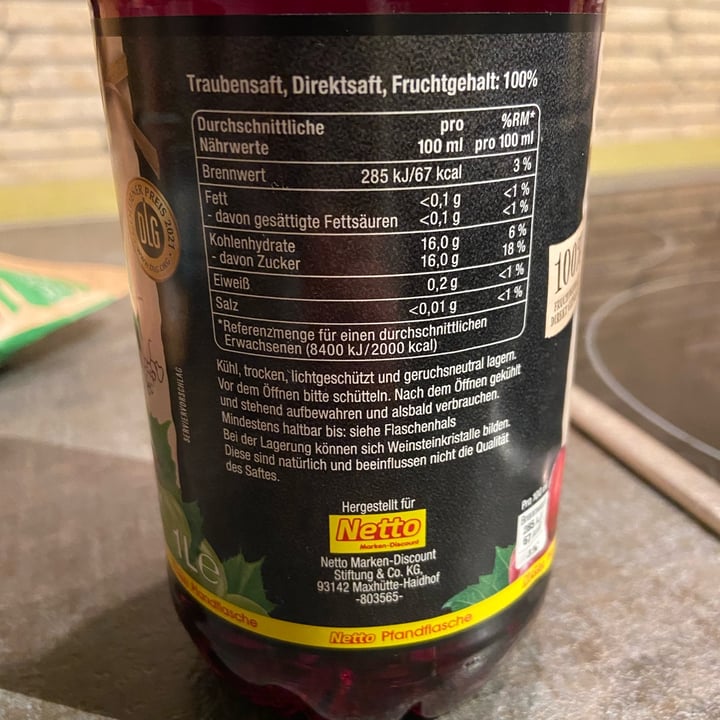 Traubensaft, Direktsaft, Fruchtgehalt: 100%
Durchschnittliche Nährwerte pro 100 ml %RM* pro 100 ml
Brennwert 285 kJ/67 kcal 3 %
Fett <0,1 g <1 %
- davon gesättigte Fettsäuren <0,1 g <1 %
Kohlenhydrate 16,0 g 6 %
- davon Zucker 16,0 g 18 %
Eiweiß 0,2 g <1 %
Salz <0,01 g <1 %
*Referenzmenge für einen durchschnittlichen
Erwachsenen (8400 kJ/2000 kcal)
Kühl, trocken, lichtgeschützt und geruchsneutral lagern.
Vor dem Öffnen bitte schütteln. Nach dem Öffnen gekühlt
und stehend aufbewahren und alsbald verbrauchen.
Mindestens haltbar bis: siehe Flaschenhals
Bei der Lagerung können sich Weinsteinkristalle bilden.
Diese sind natürlich und beeinflussen nicht die Qualität
des Saftes.
Hergestellt für
Netto
Marken-Discount
Netto Marken-Discount
Stiftung & Co. KG.
93142 Maxhütte-Haidhof
-803565-
SERVIERVORSCHLAG
PREIS 2021
DLG
1L e
Pfandflasche
Netto Pfandflasche
100%
Pro 100